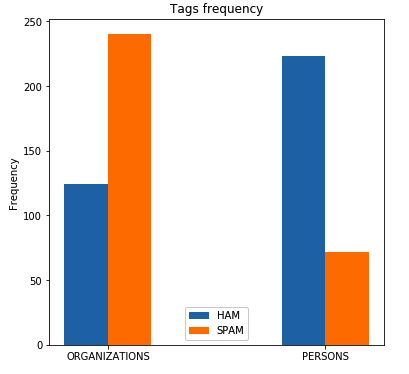 Tags frequency
Frequency
250
200
150
100
50
0
HAM
SPAM
ORGANIZATIONS
PERSONS